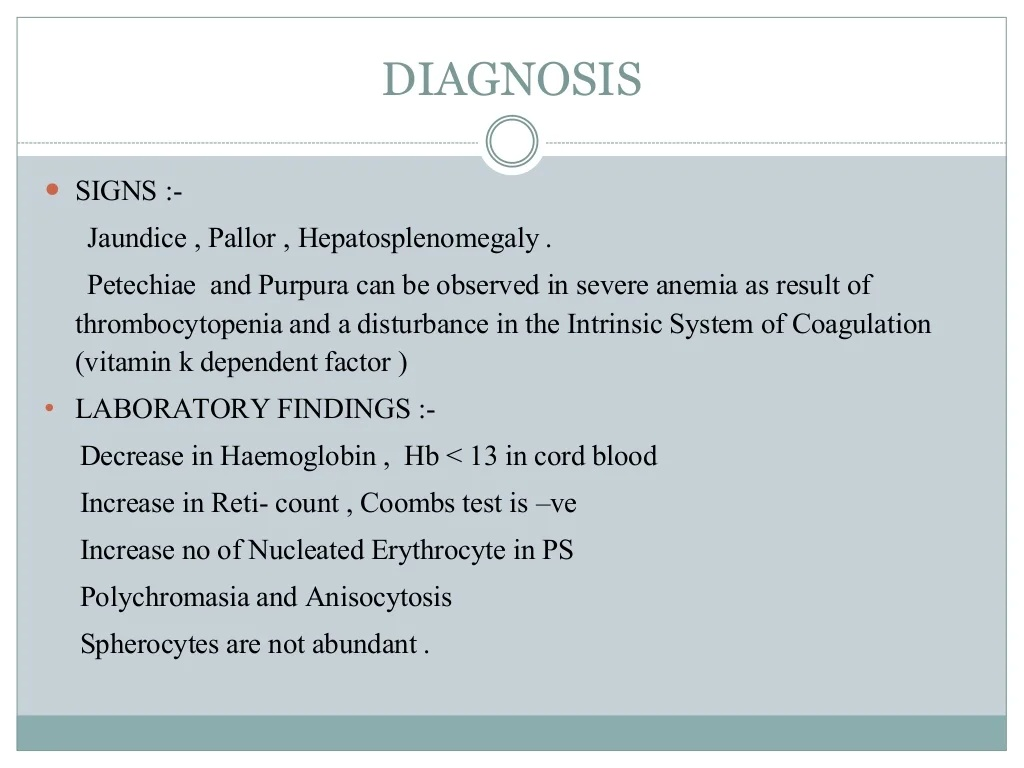 DIAGNOSIS
• SIGNS :-
Jaundice , Pallor , Hepatosplenomegaly .
Petechiae and Purpura can be observed in severe anemia as result of
thrombocytopenia and a disturbance in the Intrinsic System of Coagulation
(vitamin k dependent factor )
• LABORATORY FINDINGS :-
Decrease in Haemoglobin , Hb < 13 in cord blood
Increase in Reti- count , Coombs test is –ve
Increase no of Nucleated Erythrocyte in PS
Polychromasia and Anisocytosis
Spherocytes are not abundant .